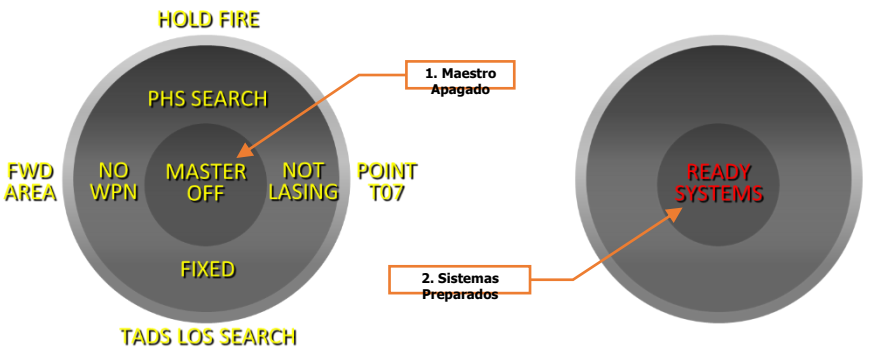 HOLD FIRE
PHS SEARCH
1. Maestro
Apagado
FWD
AREA
NO
WPN
MASTER
OFF
NOT
LASING
POINT
T07
READY
SYSTEMS
FIXED
2. Sistemas
Preparados
TADS LOS SEARCH